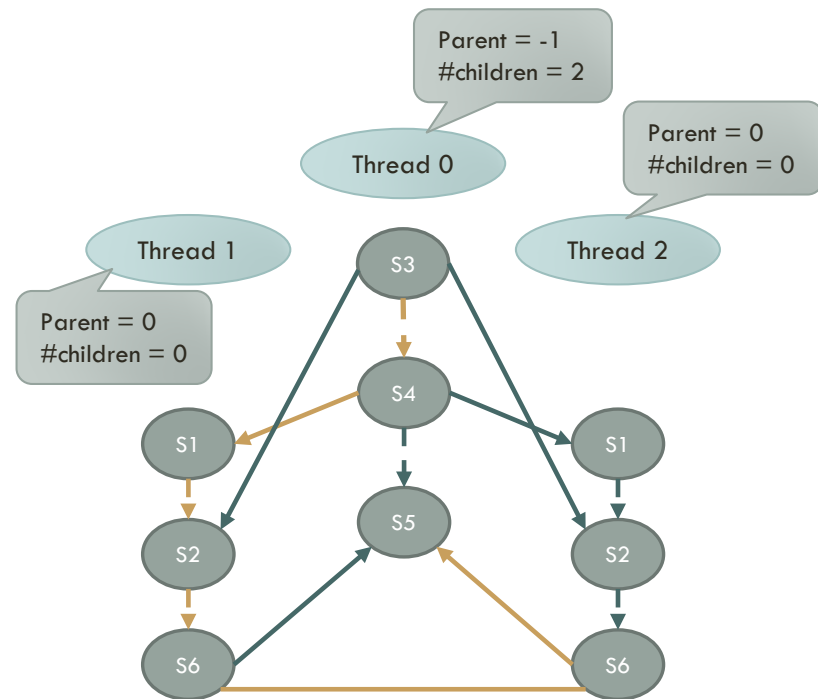 Parent = -1
#children = 2
Thread 0
Parent = 0
#children = 0
Thread 1
Thread 2
S3
Parent = 0
#children = 0
S4
S1
S1
S5
S2
S2
S6
S6